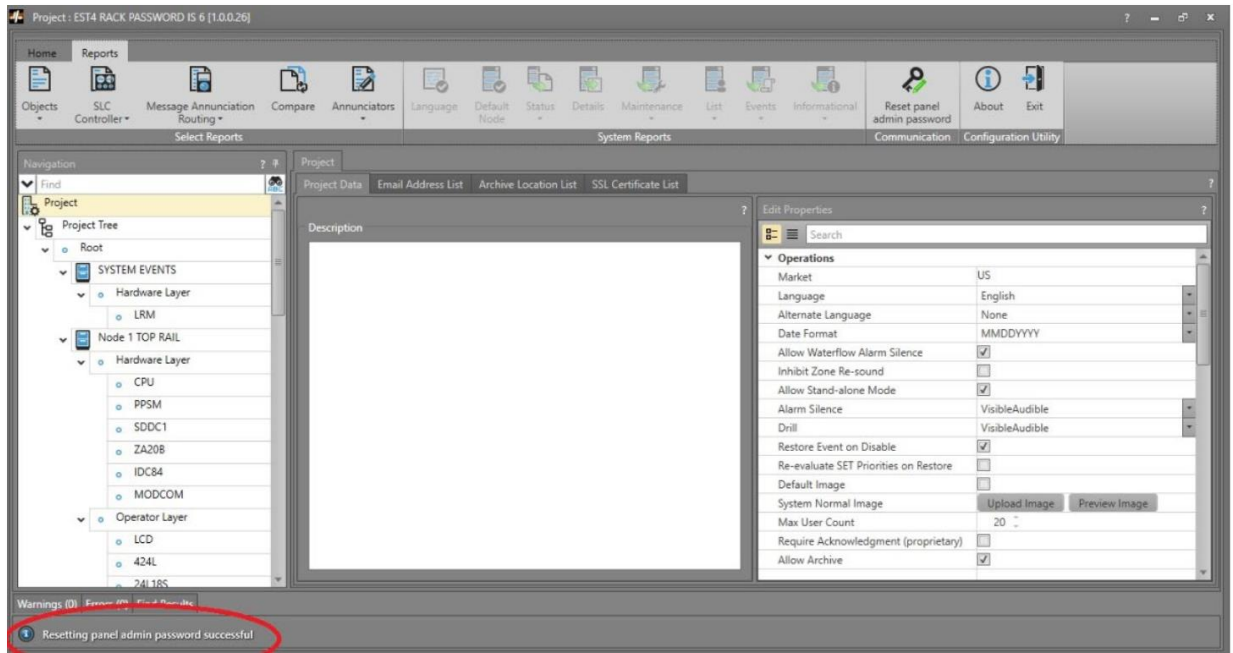 Project : EST4 RACK PASSWORD IS 6 [1.0.0.26]
Home Reports
Objects
SLC Controller
Message Annunciation Routing
Compare
Annunciators
Language
Default Node
Status
Details
Maintenance
List
Events
Informational
Reset panel admin password
About
Exit
Select Reports
System Reports
Communication
Configuration Utility
Navigation
Find
ABC
Project
Project Tree
Root
SYSTEM EVENTS
Hardware Layer
LRM
Node 1 TOP RAIL
Hardware Layer
CPU
PPSM
SDDC1
ZA20B
IDC84
MODCOM
Operator Layer
LCD
424L
24L18S
Project
Project Data Email Address List Archive Location List SSL Certificate List
Description
Edit Properties
Search
Operations
Market US
Language English
Alternate Language None
Date Format MMDDYYYY
Allow Waterflow Alarm Silence
Inhibit Zone Re-sound
Allow Stand-alone Mode
Alarm Silence VisibleAudible
Drill VisibleAudible
Restore Event on Disable
Re-evaluate SET Priorities on Restore
Default Image
System Normal Image Upload Image Preview Image
Max User Count 20
Require Acknowledgment (proprietary)
Allow Archive
Warnings (0) Errors (0) Find Results
Resetting panel admin password successful